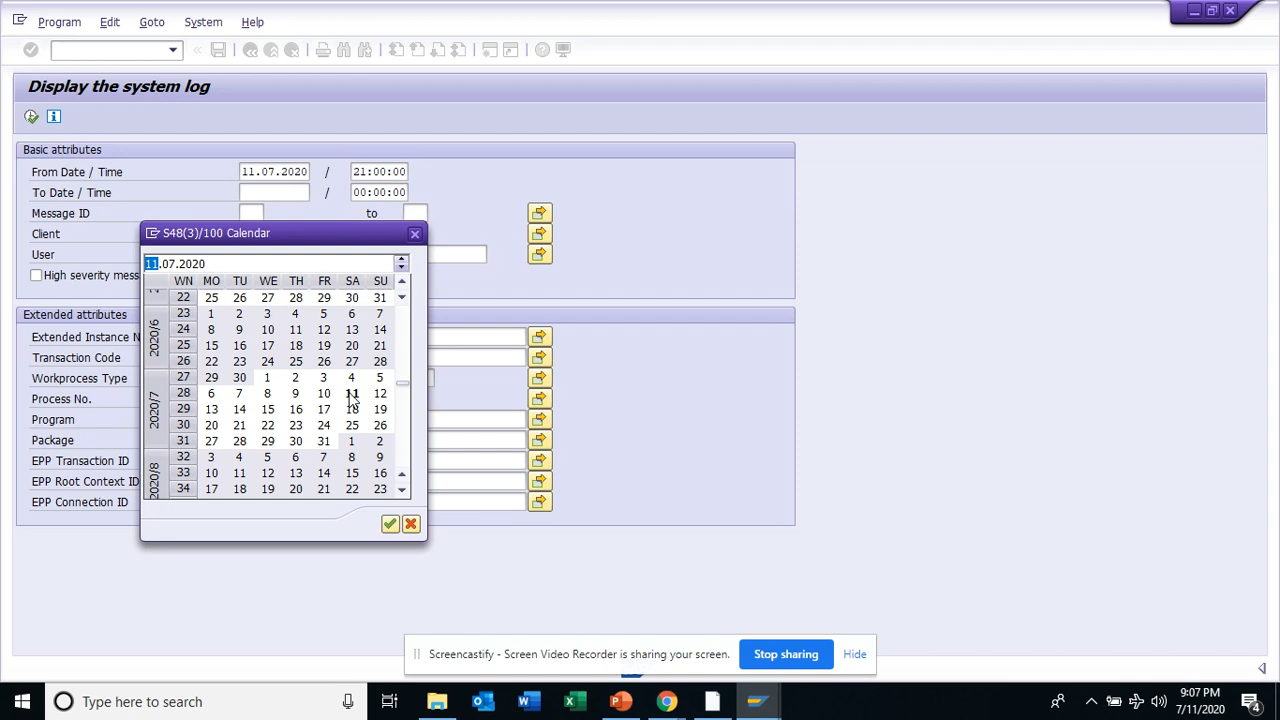 Program Edit Goto System Help
Display the system log
Basic attributes
From Date / Time 11.07.2020 / 21:00:00
To Date / Time / 00:00:00
Message ID to
Client
User
High severity mess
Extended attributes
Extended Instance N
Transaction Code
Workprocess Type
Process No.
Program
Package
EPP Transaction ID
EPP Root Context ID
EPP Connection ID
S48(3)/100 Calendar
11.07.2020
WN MO TU WE TH FR SA SU
22 25 26 27 28 29 30 31
2020/6
23 1 2 3 4 5 6 7
24 8 9 10 11 12 13 14
25 15 16 17 18 19 20 21
26 22 23 24 25 26 27 28
2020/7
27 29 30 1 2 3 4 5
28 6 7 8 9 10 11 12
29 13 14 15 16 17 18 19
30 20 21 22 23 24 25 26
31 27 28 29 30 31 1 2
2020/8
32 3 4 5 6 7 8 9
33 10 11 12 13 14 15 16
34 17 18 19 20 21 22 23
Screencastify - Screen Video Recorder is sharing your screen. Stop sharing Hide
Type here to search
9:07 PM
7/11/2020
4